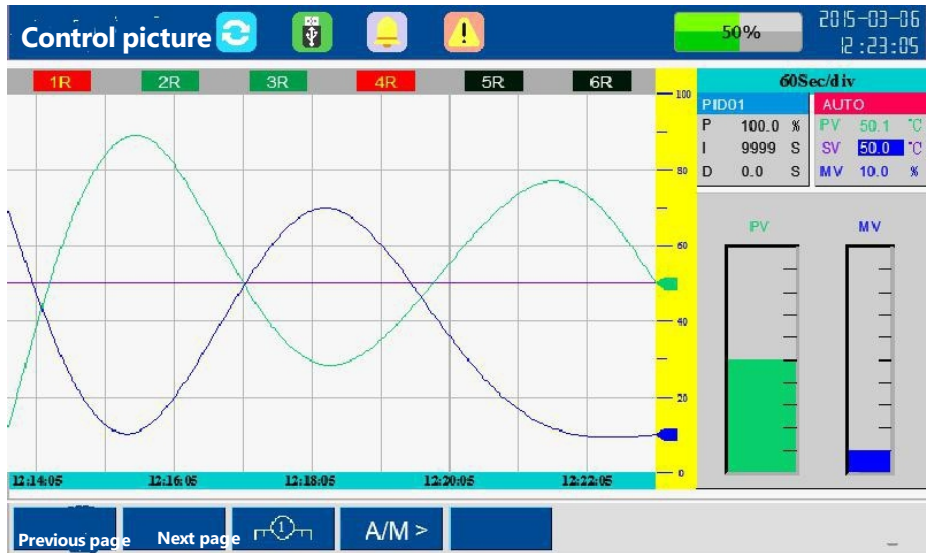 Control picture
50%
2015-03-06
12:23:05
1R 2R 3R 4R 5R 6R
60Sec/div
PID01 AUTO
P 100.0 % PV 50.1 °C
I 9999 S SV 50.0 °C
D 0.0 S MV 10.0 %
100
80
60
40
20
0
PV MV
12:14:05 12:16:05 12:18:05 12:20:05 12:22:05
Previous page Next page 1 A/M >